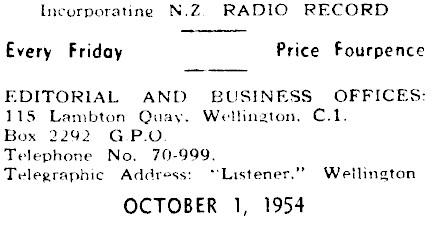 Incorporating N.Z. RADIO RECORD
Every Friday Price Fourpence
EDITORIAL AND BUSINESS OFFICES:
115 Lambton Quay, Wellington, C.1.
Box 2292 G.P.O.
Telephone No. 70-999.
Telegraphic Address: "Listener," Wellington
OCTOBER 1, 1954